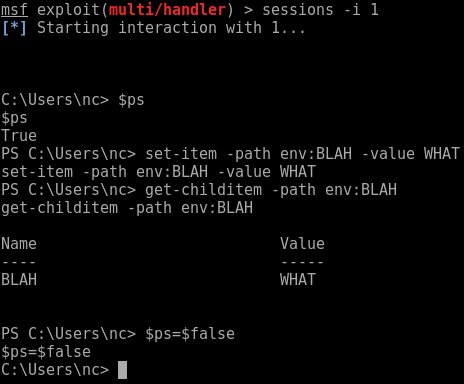 msf exploit(multi/handler) > sessions -i 1
[*] Starting interaction with 1...
C:\Users\nc> $ps
$ps
True
PS C:\Users\nc> set-item -path env:BLAH -value WHAT
set-item -path env:BLAH -value WHAT
PS C:\Users\nc> get-childitem -path env:BLAH
get-childitem -path env:BLAH
Name Value
---- -----
BLAH WHAT
PS C:\Users\nc> $ps=$false
$ps=$false
C:\Users\nc>